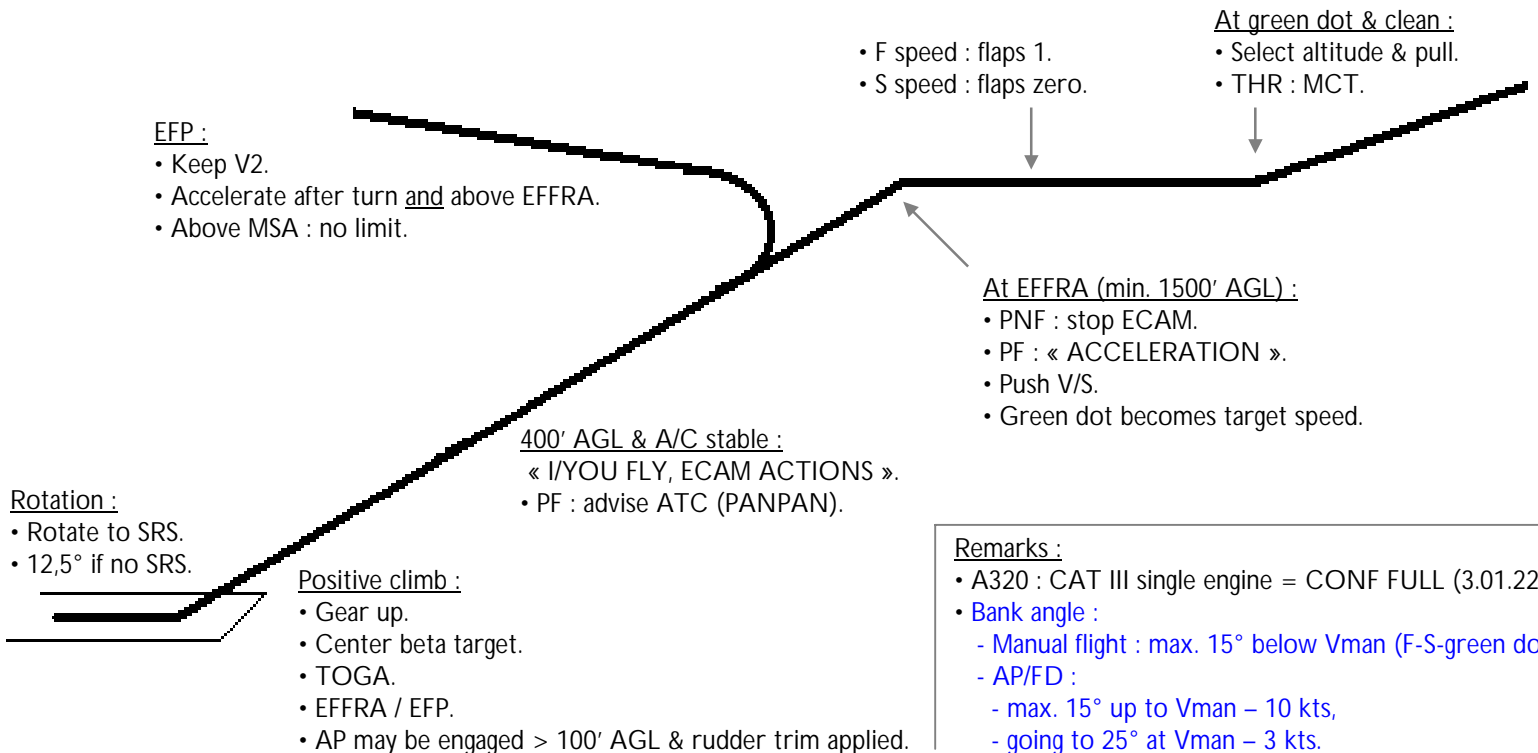 At green dot & clean :
• Select altitude & pull.
• THR : MCT.
• F speed : flaps 1.
• S speed : flaps zero.
EFP :
• Keep V2.
• Accelerate after turn and above EFFRA.
• Above MSA : no limit.
At EFFRA (min. 1500' AGL) :
• PNF : stop ECAM.
• PF : « ACCELERATION ».
• Push V/S.
• Green dot becomes target speed.
400' AGL & A/C stable :
« I/YOU FLY, ECAM ACTIONS ».
• PF : advise ATC (PANPAN).
Rotation :
• Rotate to SRS.
• 12,5° if no SRS.
Positive climb :
• Gear up.
• Center beta target.
• TOGA.
• EFFRA / EFP.
• AP may be engaged > 100' AGL & rudder trim applied.
Remarks :
• A320 : CAT III single engine = CONF FULL (3.01.22
• Bank angle :
- Manual flight : max. 15° below Vman (F-S-green do
- AP/FD :
- max. 15° up to Vman – 10 kts,
- going to 25° at Vman – 3 kts.